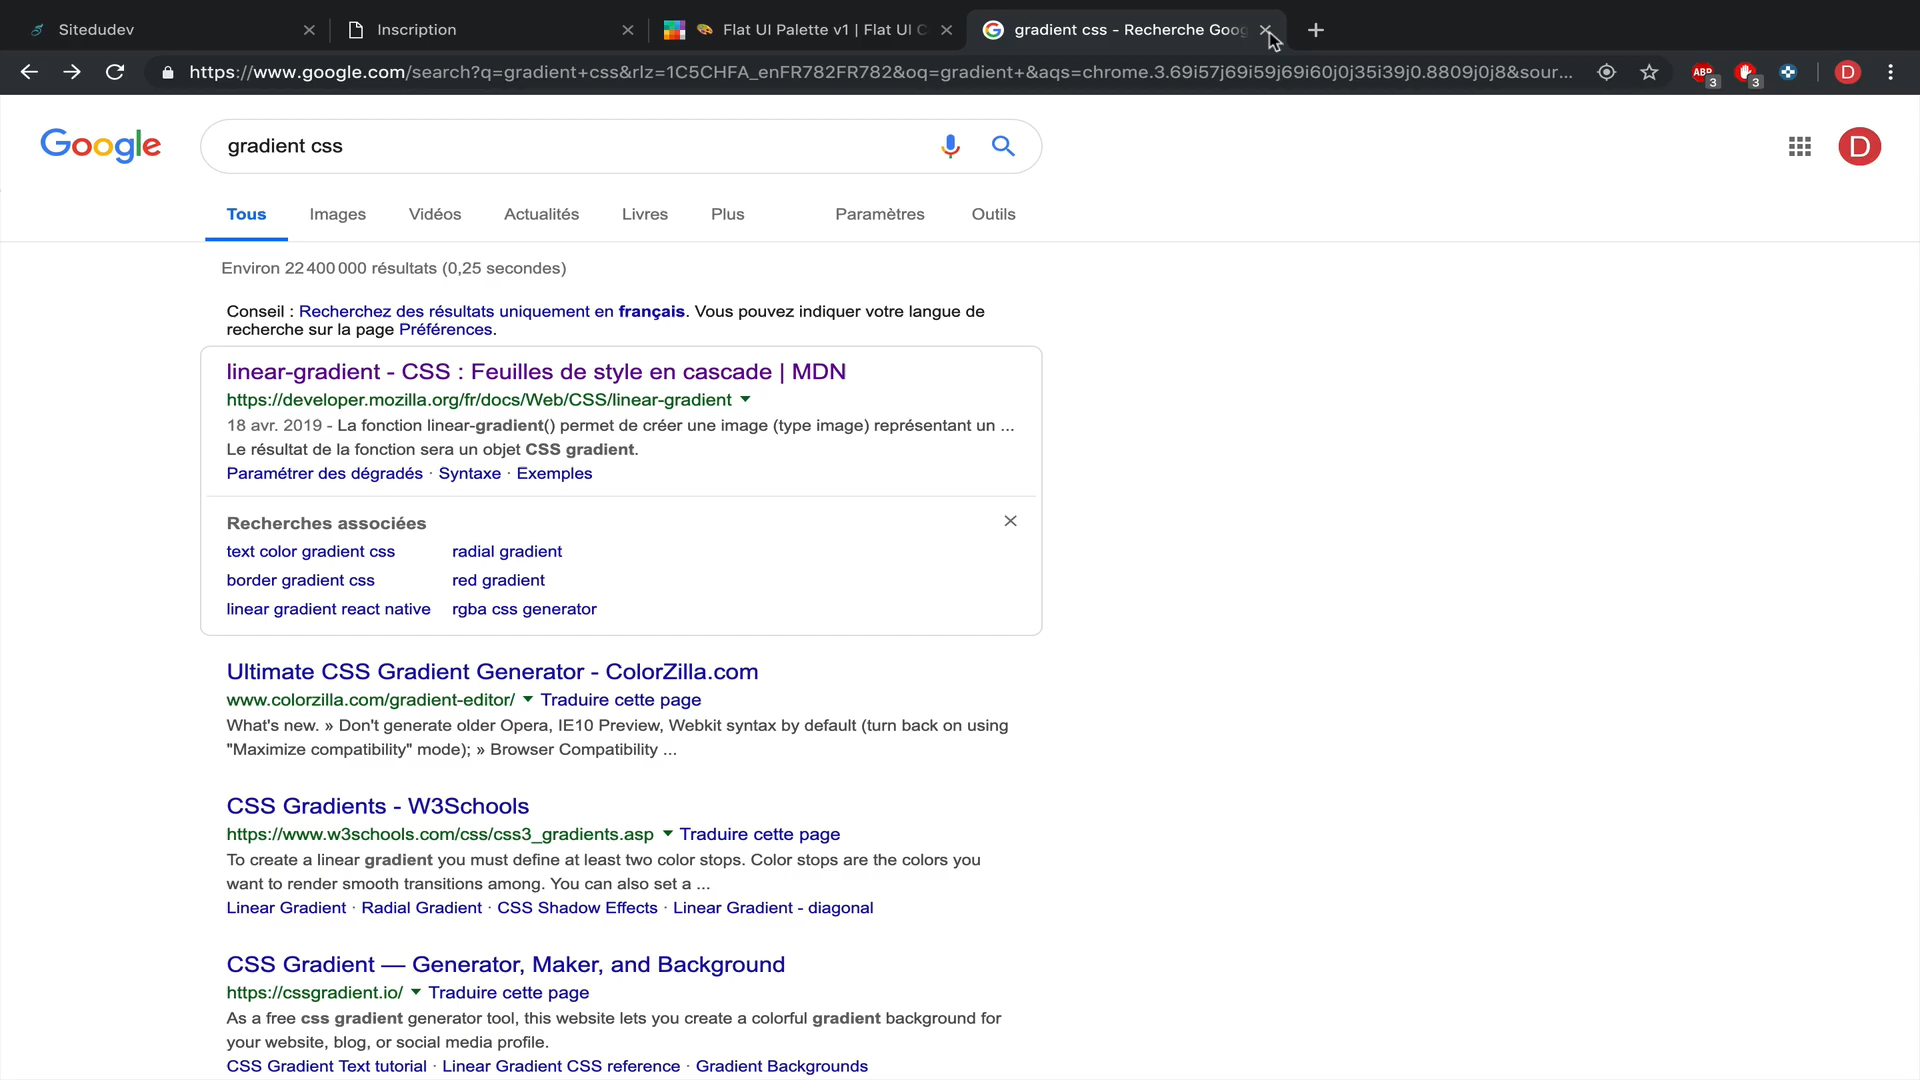 Sitedudev
Inscription
Flat UI Palette v1 | Flat UI C
gradient css - Recherche Goog
https://www.google.com/search?q=gradient+css&rlz=1C5CHFA_enFR782FR782&oq=gradient+&aqs=chrome.3.69i57j69i59j69i60j0j35i39j0.8809j0j8&sour...
ABP
3
3
D
Google
gradient css
D
Tous
Images
Vidéos
Actualités
Livres
Plus
Paramètres
Outils
Environ 22 400 000 résultats (0,25 secondes)
Conseil : Recherchez des résultats uniquement en français. Vous pouvez indiquer votre langue de
recherche sur la page Préférences.
linear-gradient - CSS : Feuilles de style en cascade | MDN
https://developer.mozilla.org/fr/docs/Web/CSS/linear-gradient
18 avr. 2019 - La fonction linear-gradient() permet de créer une image (type image) représentant un ...
Le résultat de la fonction sera un objet CSS gradient.
Paramétrer des dégradés · Syntaxe · Exemples
Recherches associées
text color gradient css
radial gradient
border gradient css
red gradient
linear gradient react native
rgba css generator
Ultimate CSS Gradient Generator - ColorZilla.com
www.colorzilla.com/gradient-editor/ Traduire cette page
What's new. » Don't generate older Opera, IE10 Preview, Webkit syntax by default (turn back on using
"Maximize compatibility" mode); » Browser Compatibility ...
CSS Gradients - W3Schools
https://www.w3schools.com/css/css3_gradients.asp Traduire cette page
To create a linear gradient you must define at least two color stops. Color stops are the colors you
want to render smooth transitions among. You can also set a ...
Linear Gradient · Radial Gradient · CSS Shadow Effects · Linear Gradient - diagonal
CSS Gradient — Generator, Maker, and Background
https://cssgradient.io/ Traduire cette page
As a free css gradient generator tool, this website lets you create a colorful gradient background for
your website, blog, or social media profile.
CSS Gradient Text tutorial · Linear Gradient CSS reference · Gradient Backgrounds